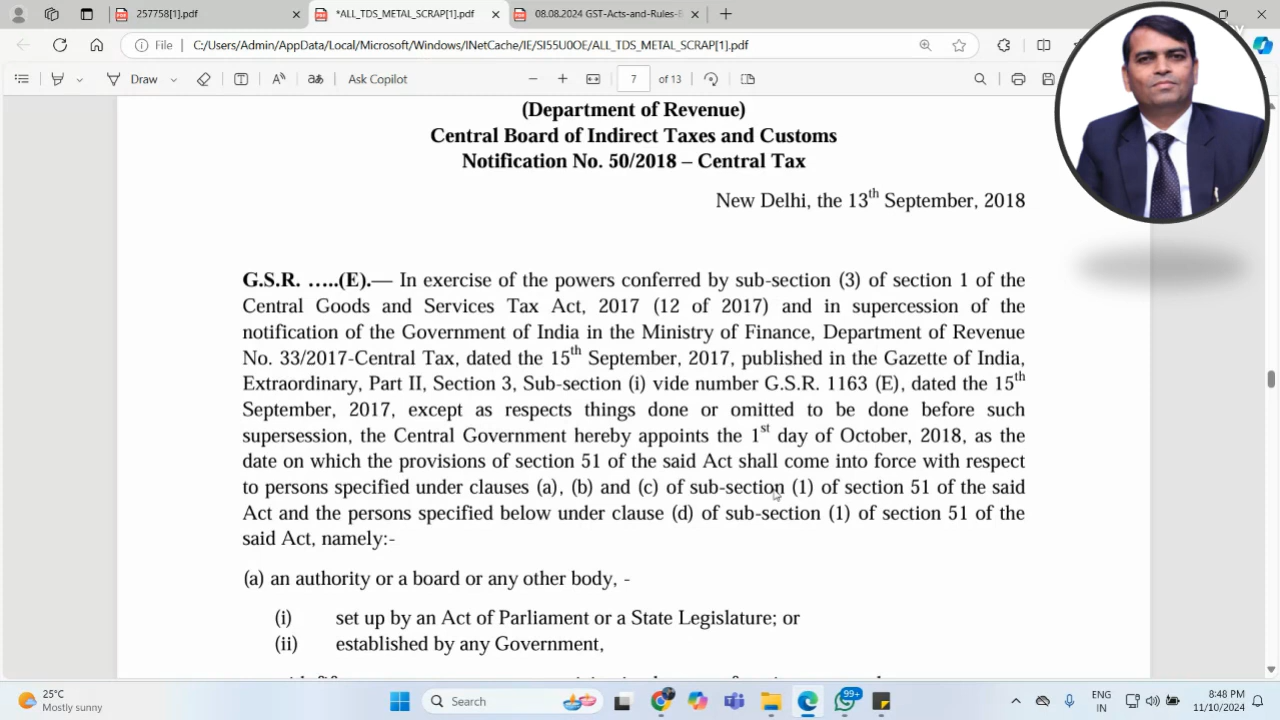 257758[1].pdf
*ALL_TDS_METAL_SCRAP[1].pdf
08.08.2024 GST-Acts-and-Rules-
File
C:/Users/Admin/AppData/Local/Microsoft/Windows/INetCache/IE/SI55U0OE/ALL_TDS_METAL_SCRAP[1].pdf
Draw
Ask Copilot
7 of 13
(Department of Revenue)
Central Board of Indirect Taxes and Customs
Notification No. 50/2018 – Central Tax
New Delhi, the 13th September, 2018
G.S.R. …..(E).— In exercise of the powers conferred by sub-section (3) of section 1 of the
Central Goods and Services Tax Act, 2017 (12 of 2017) and in supercession of the
notification of the Government of India in the Ministry of Finance, Department of Revenue
No. 33/2017-Central Tax, dated the 15th September, 2017, published in the Gazette of India,
Extraordinary, Part II, Section 3, Sub-section (i) vide number G.S.R. 1163 (E), dated the 15th
September, 2017, except as respects things done or omitted to be done before such
supersession, the Central Government hereby appoints the 1st day of October, 2018, as the
date on which the provisions of section 51 of the said Act shall come into force with respect
to persons specified under clauses (a), (b) and (c) of sub-section (1) of section 51 of the said
Act and the persons specified below under clause (d) of sub-section (1) of section 51 of the
said Act, namely:-
(a) an authority or a board or any other body, -
(i) set up by an Act of Parliament or a State Legislature; or
(ii) established by any Government,
25°C
Mostly sunny
Search
99+
ENG
IN
8:48 PM
11/10/2024